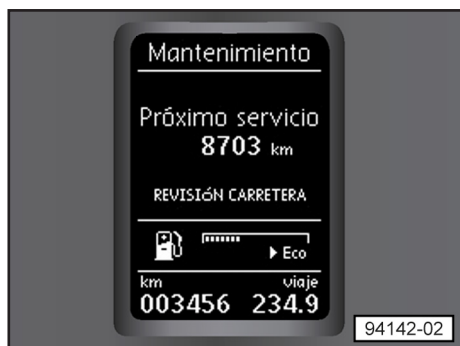 Mantenimiento
Próximo servicio
8703 km
REVISIóN CARRETERA
Eco
km viaje
003456 234.9
94142-02